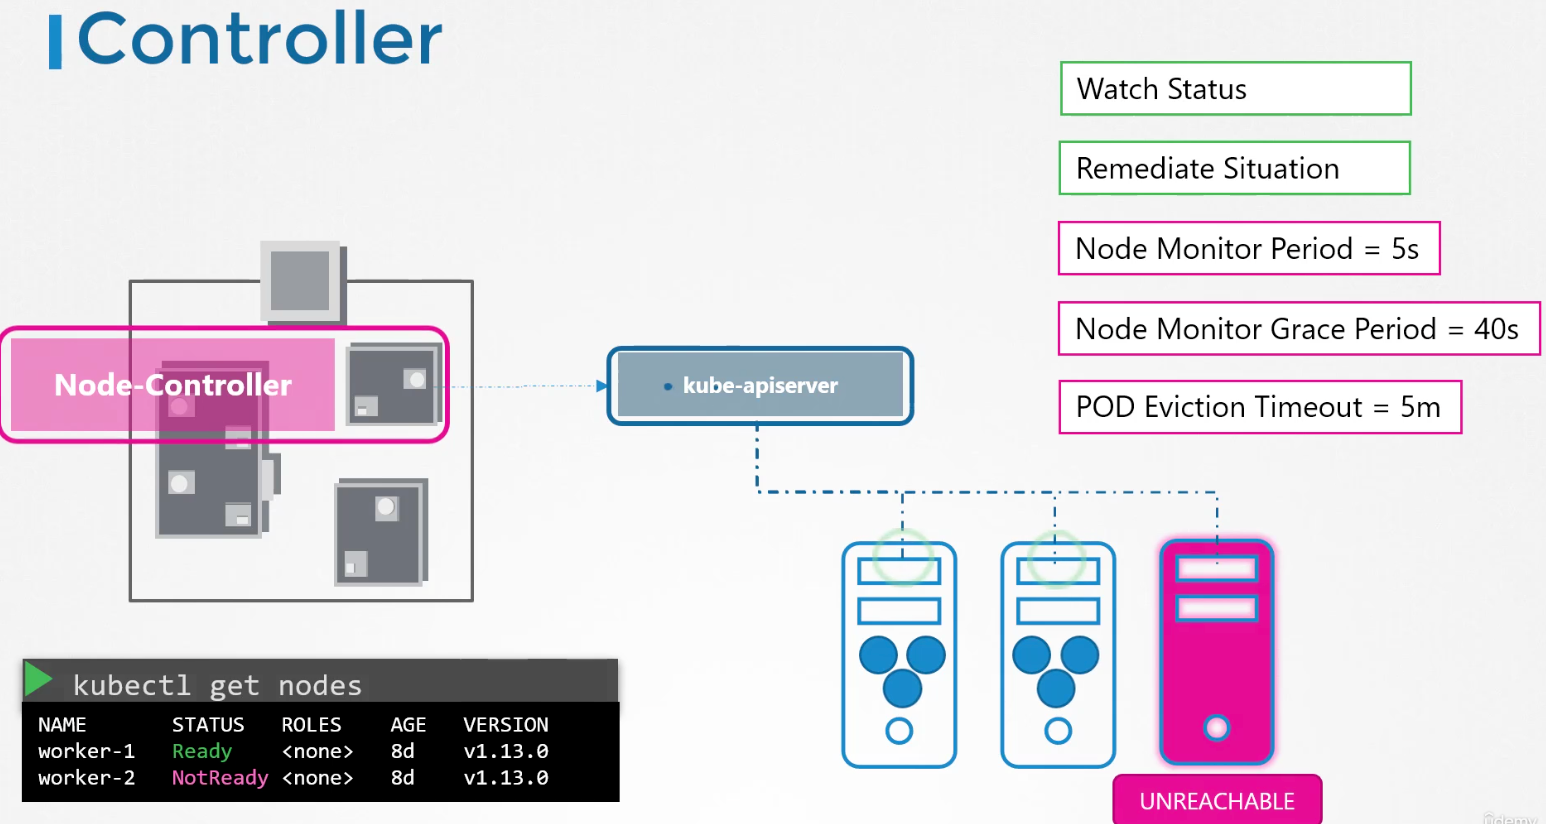 Controller
Watch Status
Remediate Situation
Node Monitor Period = 5s
Node Monitor Grace Period = 40s
POD Eviction Timeout = 5m
Node-Controller
kube-apiserver
kubectl get nodes
NAME STATUS ROLES AGE VERSION
worker-1 Ready <none> 8d v1.13.0
worker-2 NotReady <none> 8d v1.13.0
UNREACHABLE
Udemy